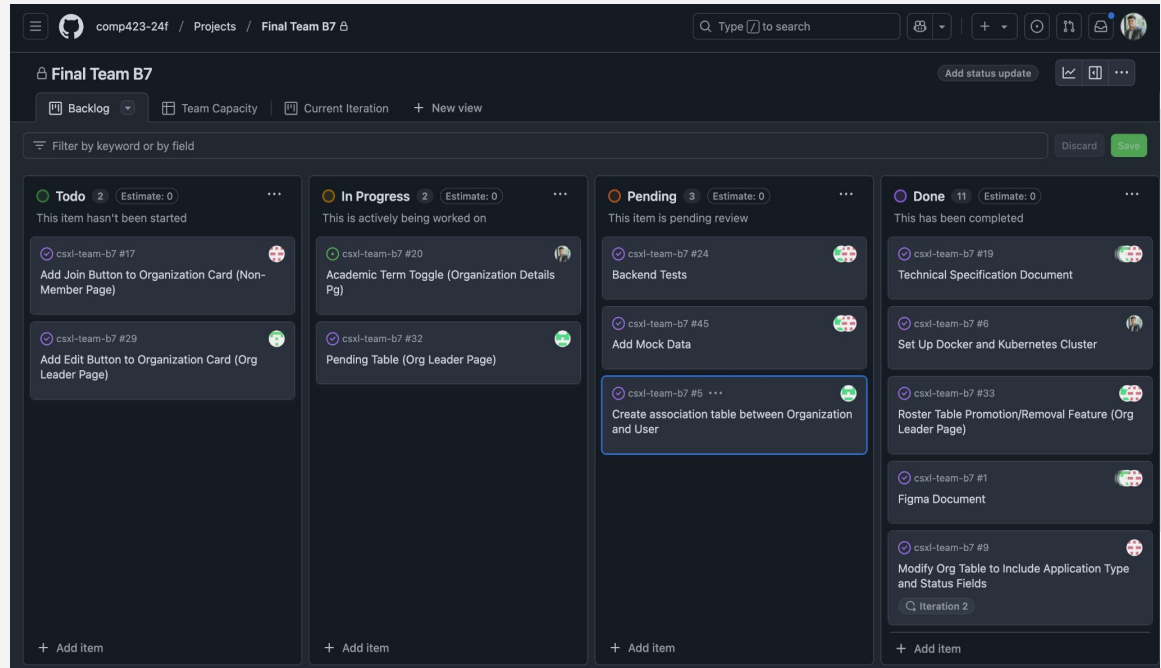 comp423-24f / Projects / Final Team B7
Type / to search
Final Team B7
Add status update
Backlog
Team Capacity
Current Iteration
+ New view
Filter by keyword or by field
Discard
Save
Todo 2 Estimate: 0 ...
This item hasn't been started
csxl-team-b7 #17
Add Join Button to Organization Card (Non-
Member Page)
csxl-team-b7 #29
Add Edit Button to Organization Card (Org
Leader Page)
+ Add item
In Progress 2 Estimate: 0 ...
This is actively being worked on
csxl-team-b7 #20
Academic Term Toggle (Organization Details
Pg)
csxl-team-b7 #32
Pending Table (Org Leader Page)
+ Add item
Pending 3 Estimate: 0 ...
This item is pending review
csxl-team-b7 #24
Backend Tests
csxl-team-b7 #45
Add Mock Data
csxl-team-b7 #5 ...
Create association table between Organization
and User
+ Add item
Done 11 Estimate: 0 ...
This has been completed
csxl-team-b7 #19
Technical Specification Document
csxl-team-b7 #6
Set Up Docker and Kubernetes Cluster
csxl-team-b7 #33
Roster Table Promotion/Removal Feature (Org
Leader Page)
csxl-team-b7 #1
Figma Document
csxl-team-b7 #9
Modify Org Table to Include Application Type
and Status Fields
Iteration 2
+ Add item